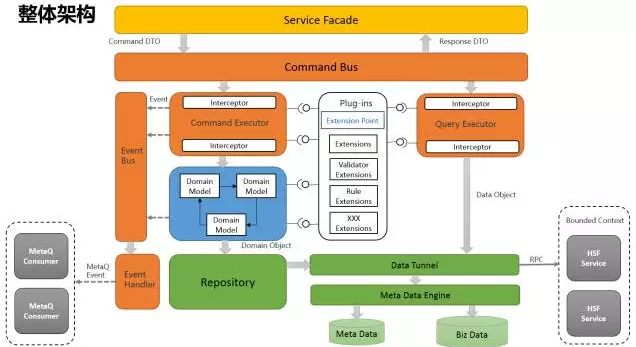 整体架构
Service Facade
Command DTO
Response DTO
Command Bus
Event
Interceptor
Command Executor
Interceptor
Plug-ins
Extension Point
Extensions
Validator
Extensions
Rule
Extensions
XXX
Extensions
Interceptor
Query Executor
Interceptor
Event
Bus
Domain
Model
Domain
Model
Domain
Model
Data Object
Domain Object
Bounded Context
MetaQ
Consumer
MetaQ
Consumer
MetaQ
Event
Event
Handler
Repository
Data Tunnel
RPC
Meta Data Engine
Meta Data
Biz Data
HSF
Service
HSF
Service